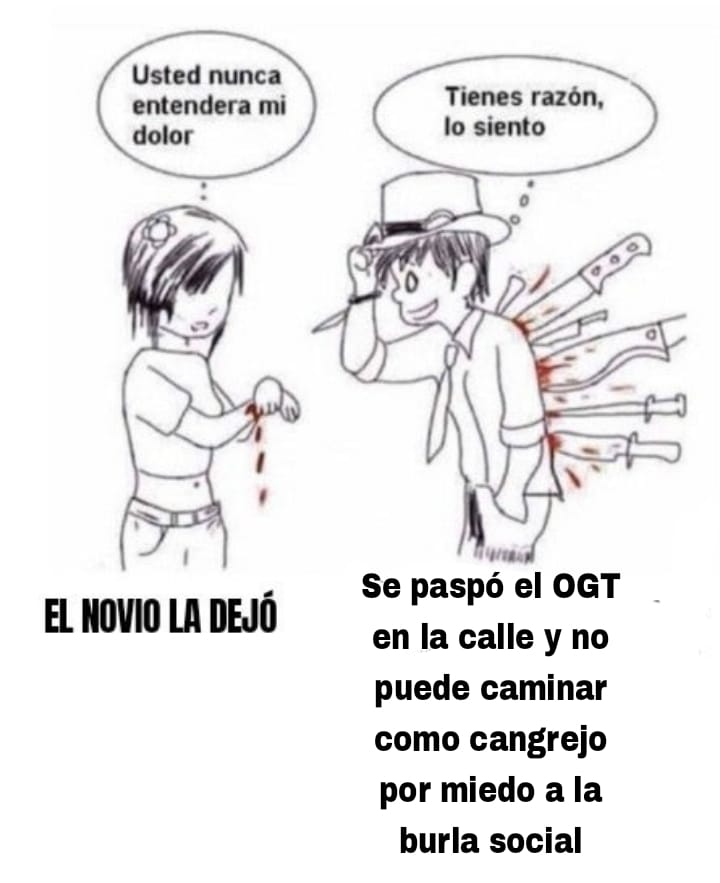 Usted nunca
entendera mi
dolor
Tienes razón,
lo siento
EL NOVIO LA DEJÓ
Se paspó el OGT
en la calle y no
puede caminar
como cangrejo
por miedo a la
burla social